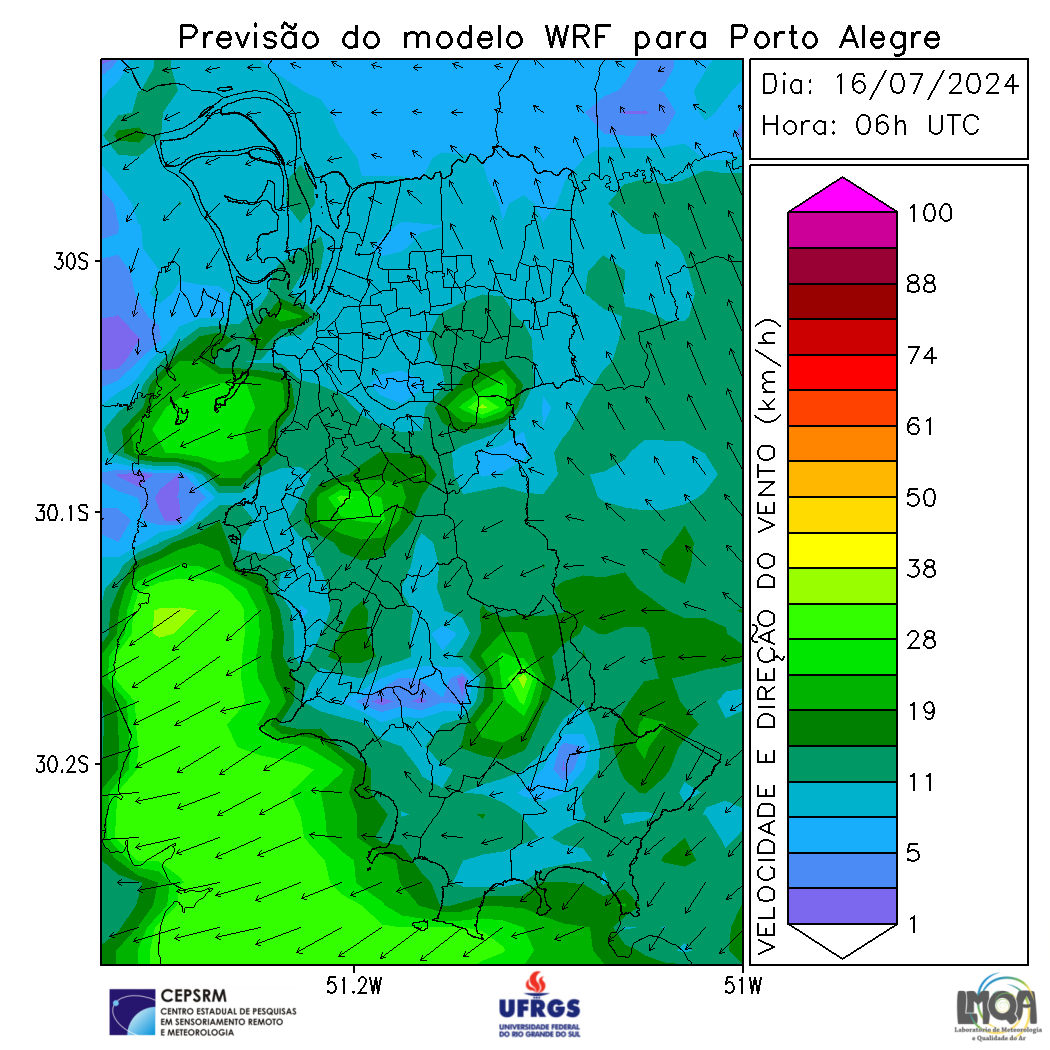 Previsão do modelo WRF para Porto Alegre
Dia: 16/07/2024
Hora: 06h UTC
30S
30.1S
30.2S
51.2W
51W
VELOCIDADE E DIREÇÃO DO VENTO (km/h)
100
88
74
61
50
38
28
19
11
5
1
CEPSRM
CENTRO ESTADUAL DE PESQUISAS
EM SENSORIAMENTO REMOTO
E METEOROLOGIA
UFRGS
UNIVERSIDADE FEDERAL
DO RIO GRANDE DO SUL
LMQA
Laboratório de Meteorologia
e Qualidade do Ar